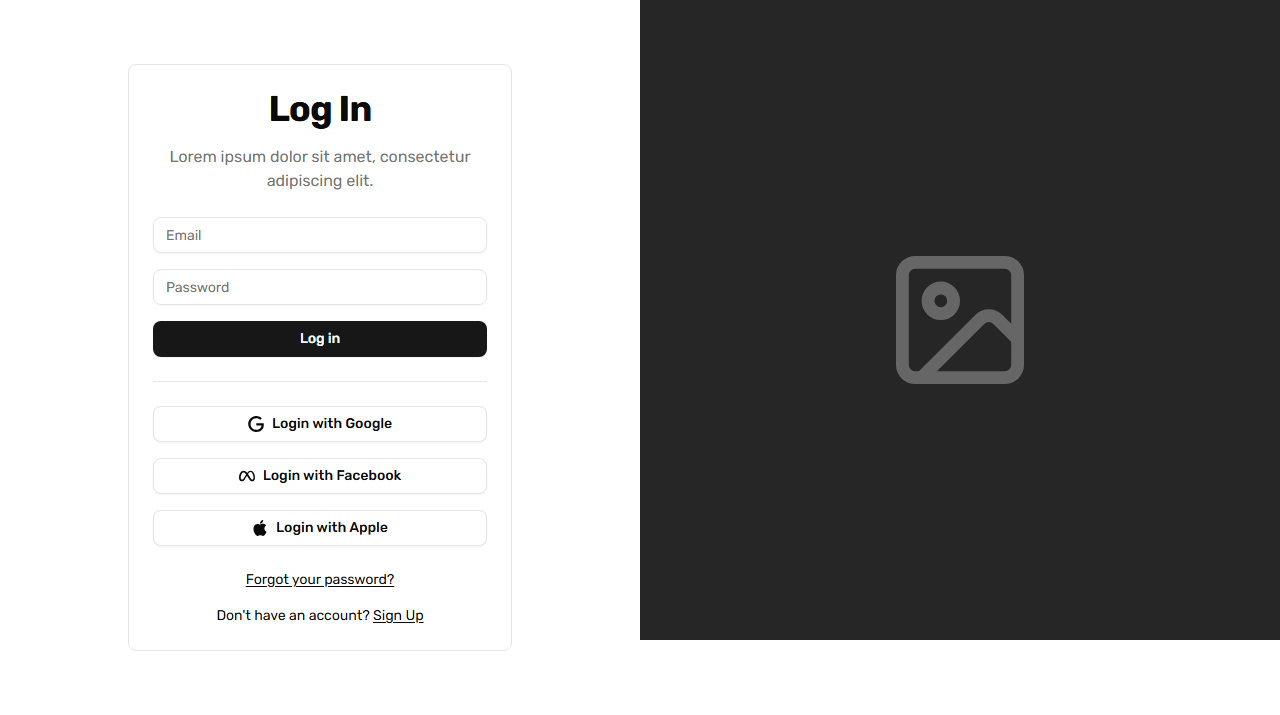 Log In
Lorem ipsum dolor sit amet, consectetur
adipiscing elit.
Email
Password
Log in
Login with Google
Login with Facebook
Login with Apple
Forgot your password?
Don't have an account? Sign Up